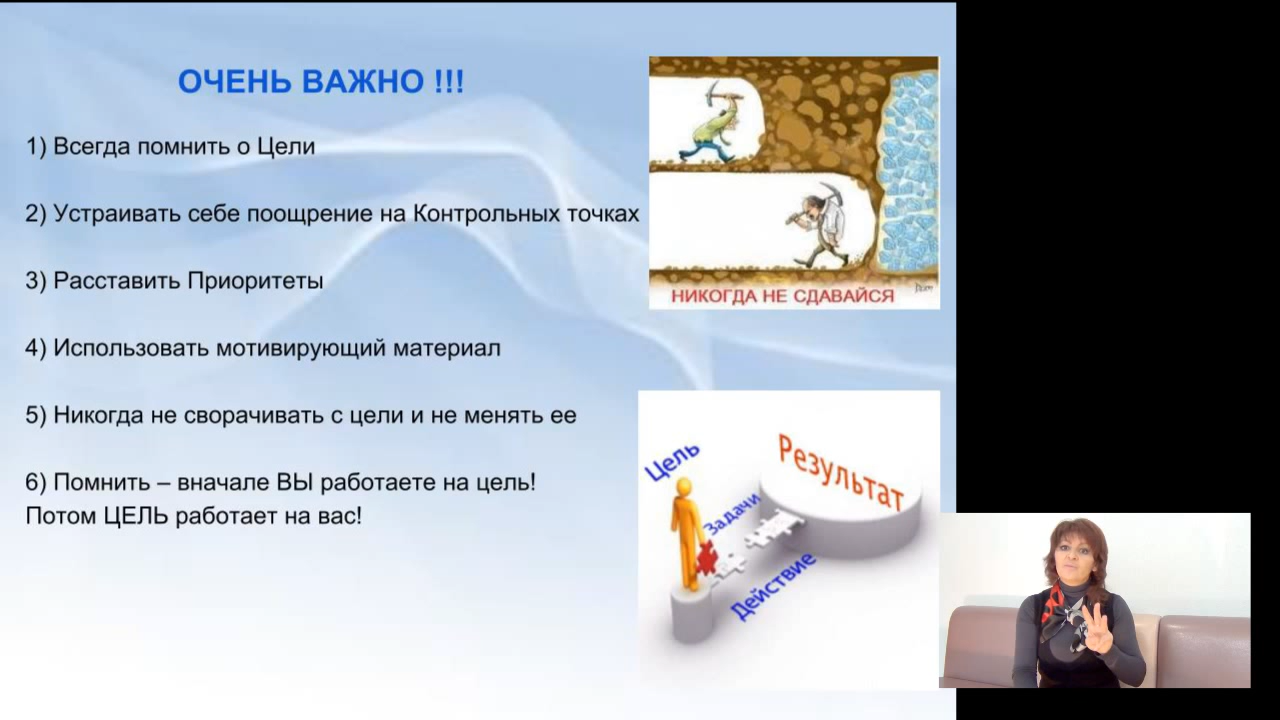 ОЧЕНЬ ВАЖНО !!!
1) Всегда помнить о Цели
2) Устраивать себе поощрение на Контрольных точках
3) Расставить Приоритеты
4) Использовать мотивирующий материал
5) Никогда не сворачивать с цели и не менять ее
6) Помнить – вначале ВЫ работаете на цель!
Потом ЦЕЛЬ работает на вас!
НИКОГДА НЕ СДАВАЙСЯ
Цель
Результат
Задачи
Действие